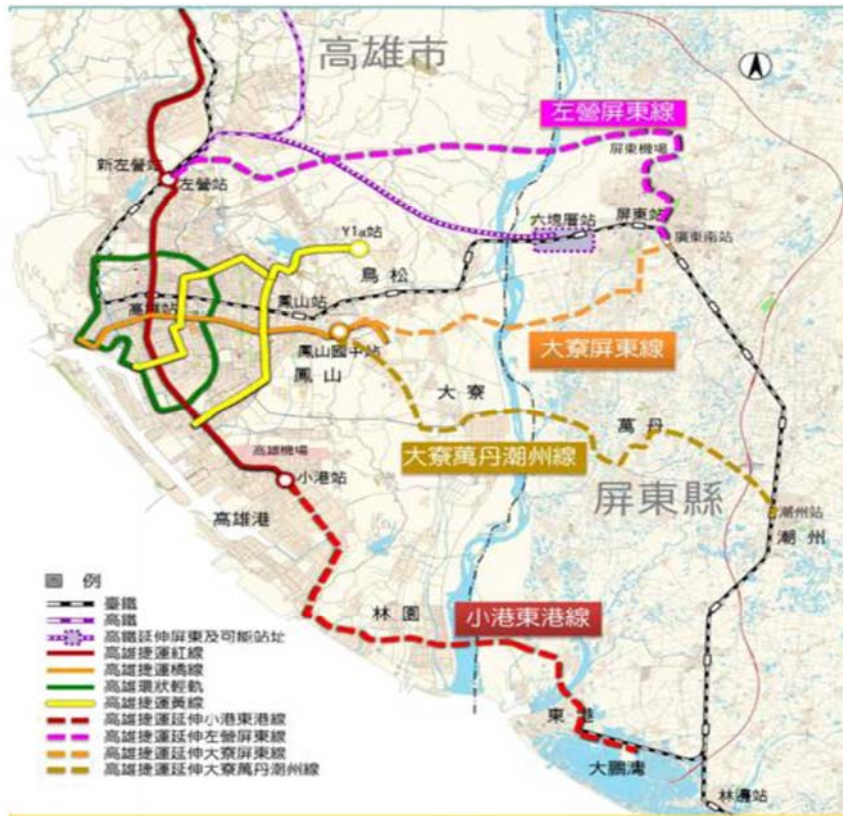 高雄市
左營屏東線
屏東機場
新左營站
左營站
六塊厝站
屏東站
Y1a站
廣東南站
鳥松
高雄站
鳳山站
大寮屏東線
鳳山國中站
鳳山
大寮
萬丹
高雄機場
大寮萬丹潮州線
小港站
屏東縣
潮州站
高雄港
潮州
圖 例
臺鐵
高鐵
高鐵延伸屏東及可能站址
高雄捷運紅線
高雄捷運橘線
高雄環狀輕軌
高雄捷運黃線
高雄捷運延伸小港東港線
高雄捷運延伸左營屏東線
高雄捷運延伸大寮屏東線
高雄捷運延伸大寮萬丹潮州線
林園
小港東港線
東港
大鵬灣
林邊站